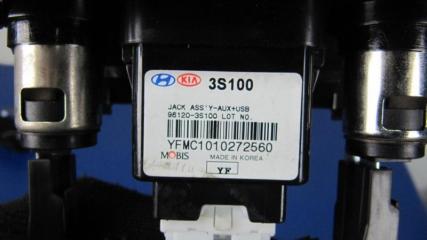 KIA 3S100
JACK ASS'Y-AUX+USB
96120-3S100 LOT NO.
YFMC1010272560
MOBIS MADE IN KOREA
YF